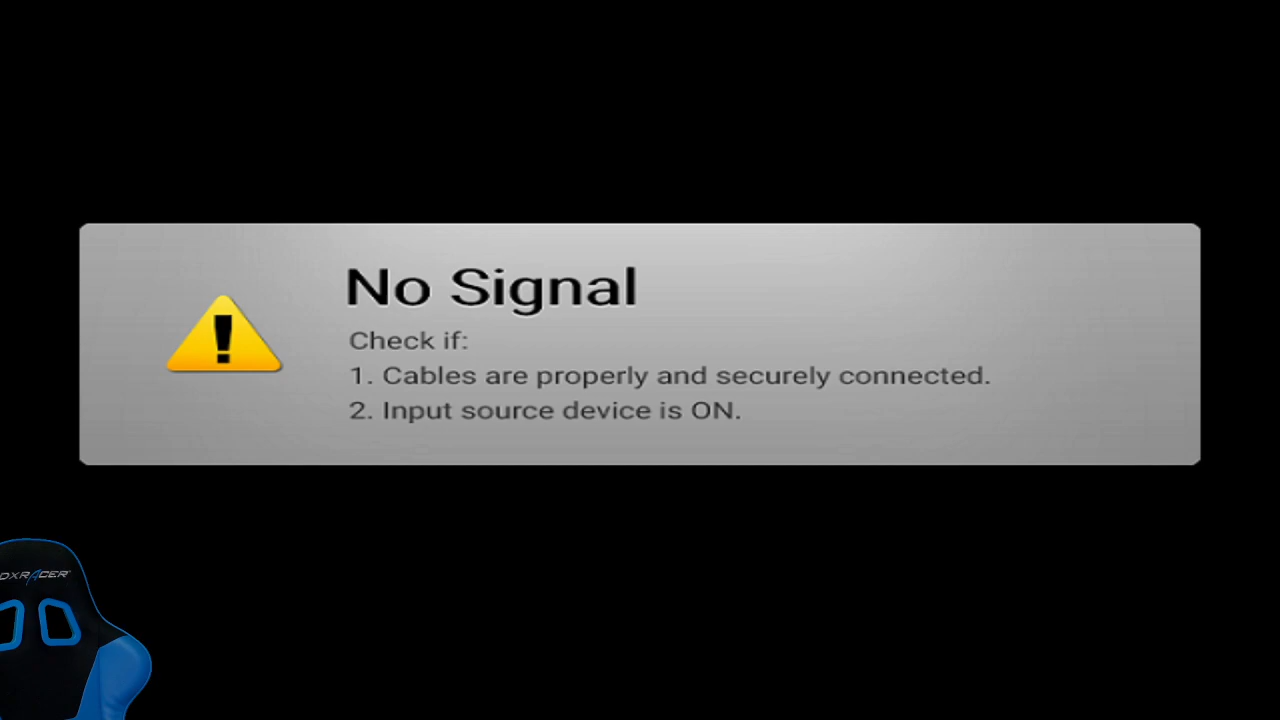 No Signal
Check if:
1. Cables are properly and securely connected.
2. Input source device is ON.
DXRACER